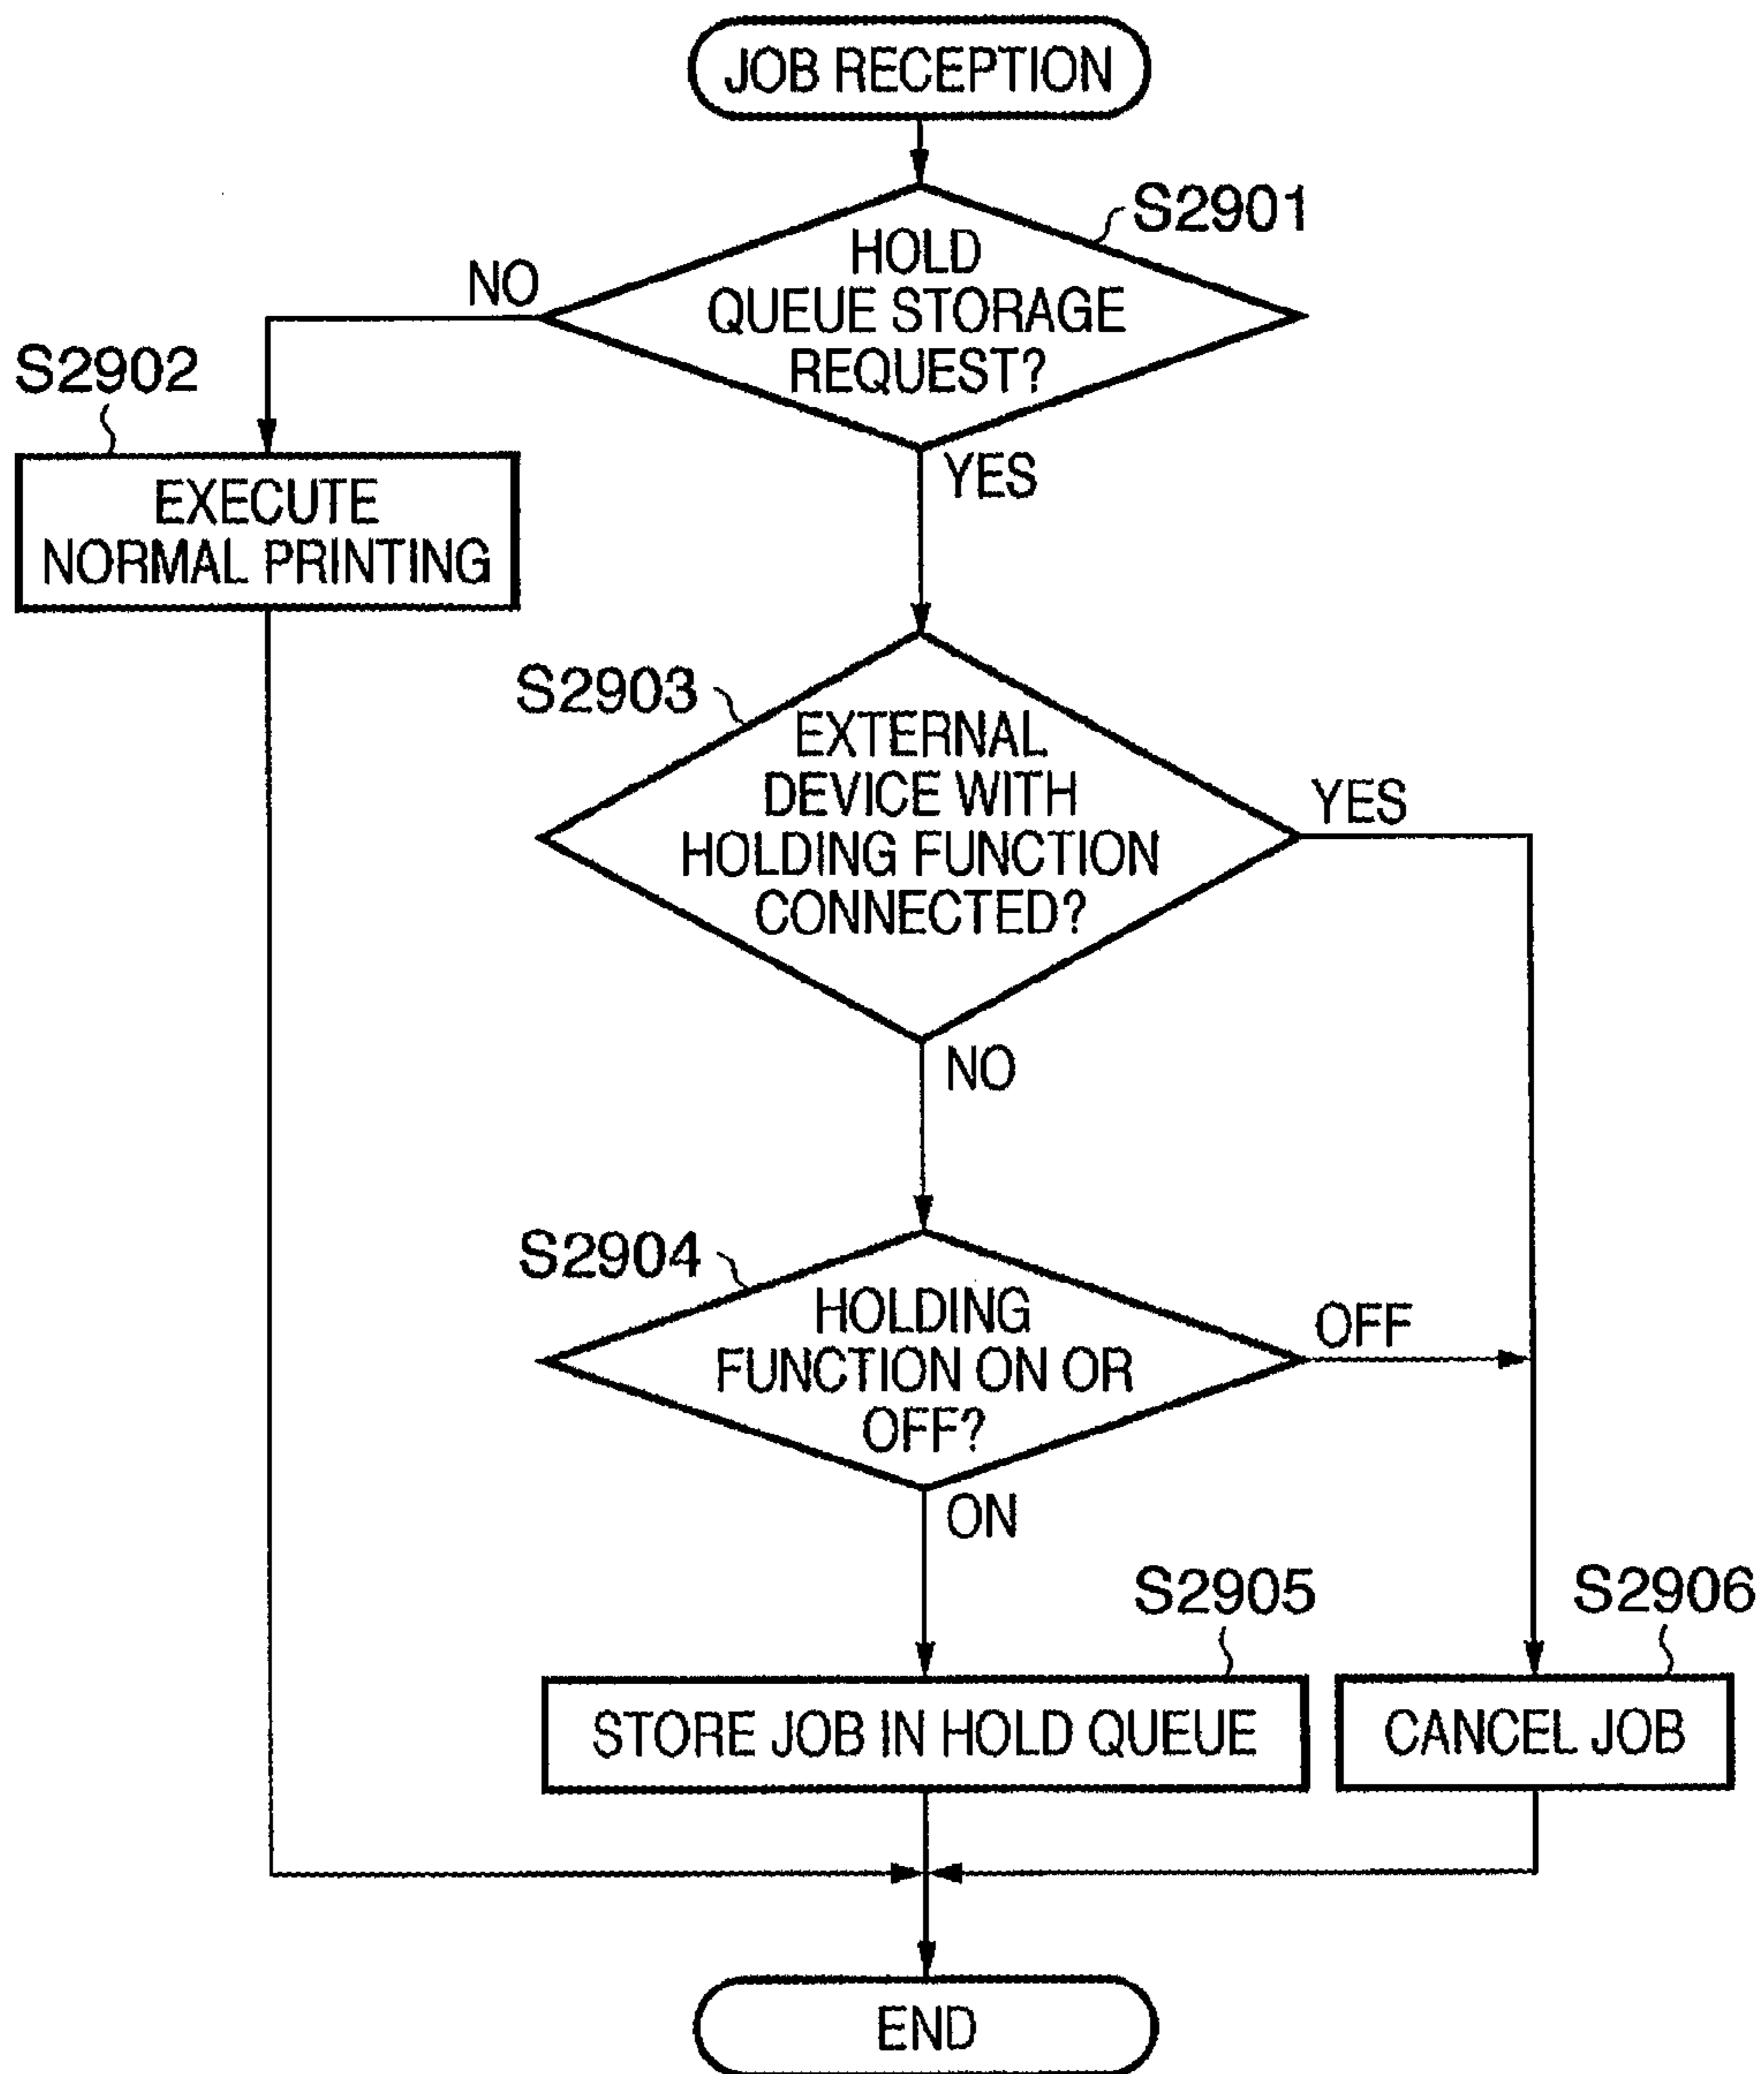 JOB RECEPTION
S2901
HOLD
QUEUE STORAGE
REQUEST?
NO
YES
S2902
EXECUTE
NORMAL PRINTING
S2903
EXTERNAL
DEVICE WITH
HOLDING FUNCTION
CONNECTED?
YES
NO
S2904
HOLDING
FUNCTION ON OR
OFF?
OFF
ON
S2905
STORE JOB IN HOLD QUEUE
S2906
CANCEL JOB
END